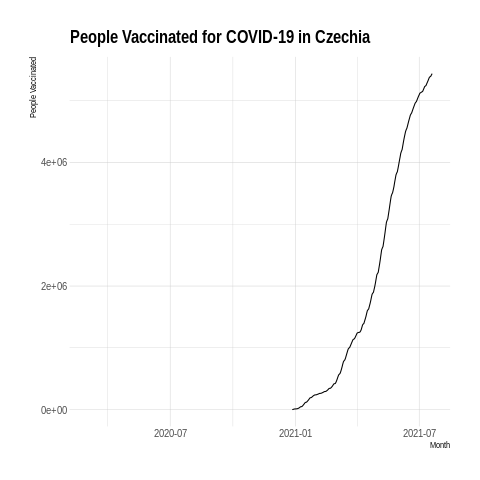 People Vaccinated for COVID-19 in Czechia
People Vaccinated
4e+06
2e+06
0e+00
2020-07
2021-01
2021-07
Month